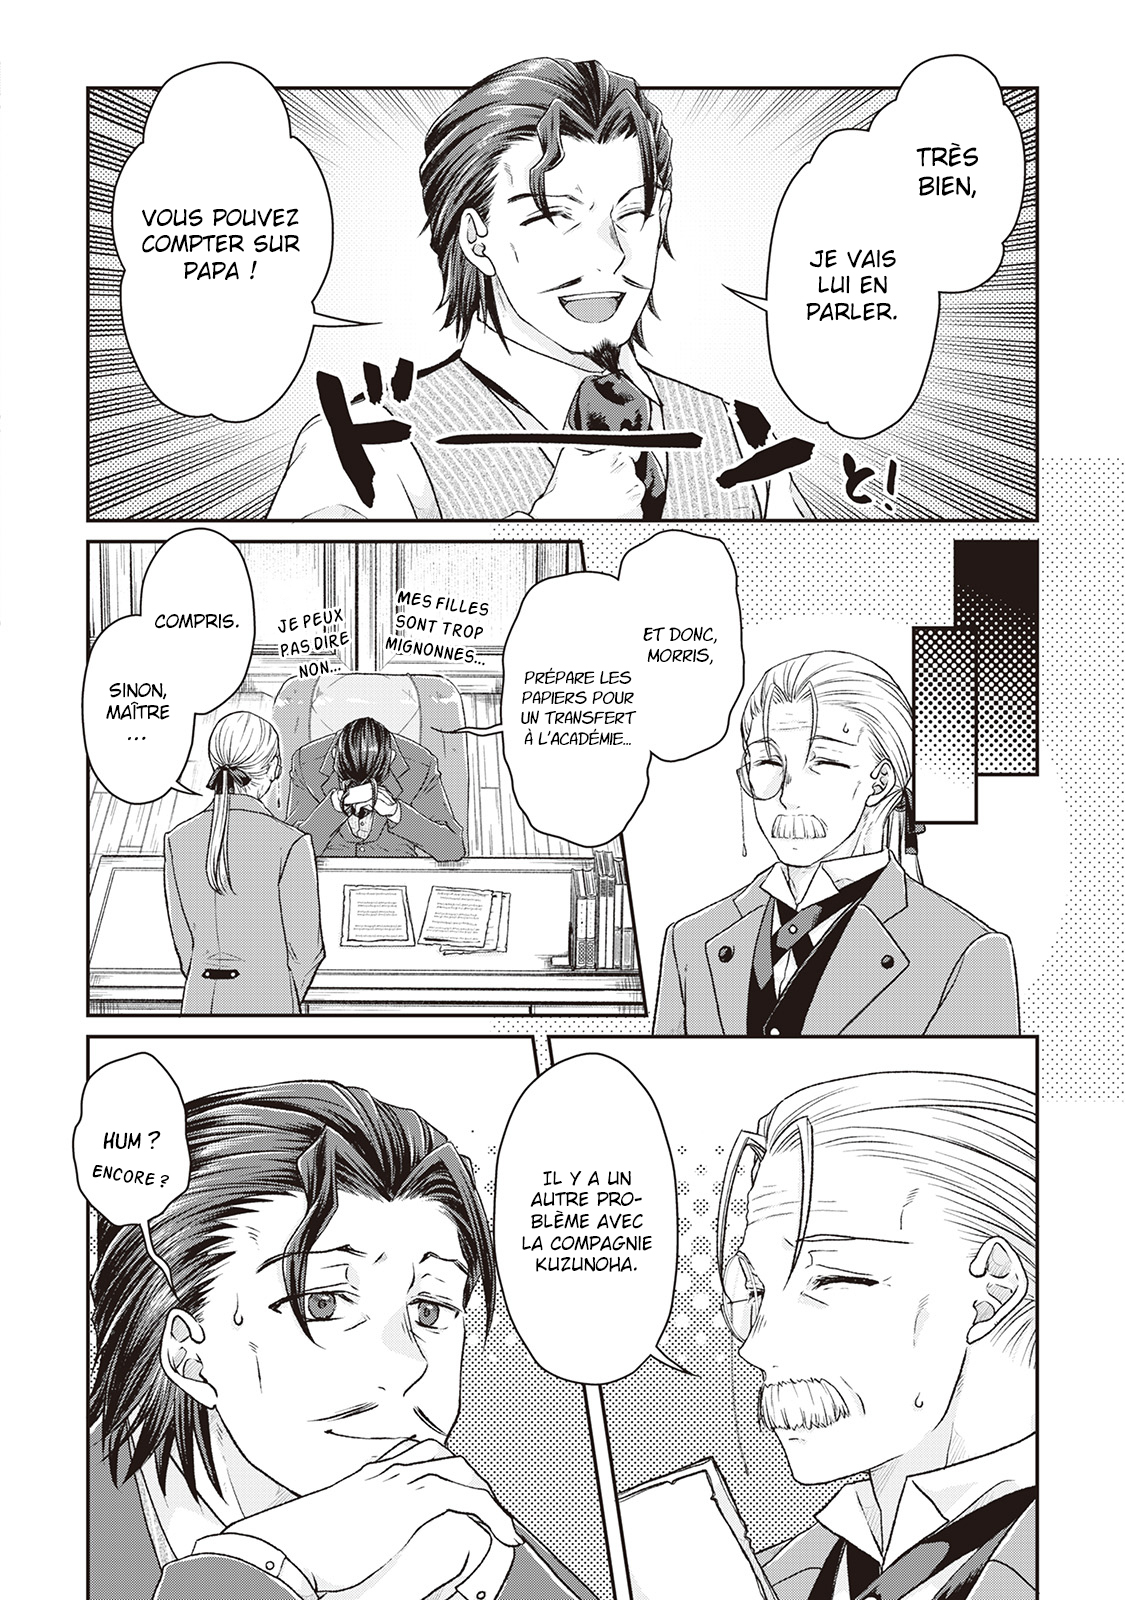 TRÈS
BIEN,
JE VAIS
LUI EN
PARLER.
VOUS POUVEZ
COMPTER SUR
PAPA !
ドーン
と!
ET DONC,
MORRIS,
PRÉPARE LES
PAPIERS POUR
UN TRANSFERT
À L'ACADÉMIE...
MES FILLES
SONT TROP
MIGNONNES...
JE PEUX
PAS DIRE
NON...
COMPRIS.
SINON,
MAÎTRE
...
IL Y A UN
AUTRE PRO-
BLÈME AVEC
LA COMPAGNIE
KUZUNOHA.
HUM ?
ENCORE ?